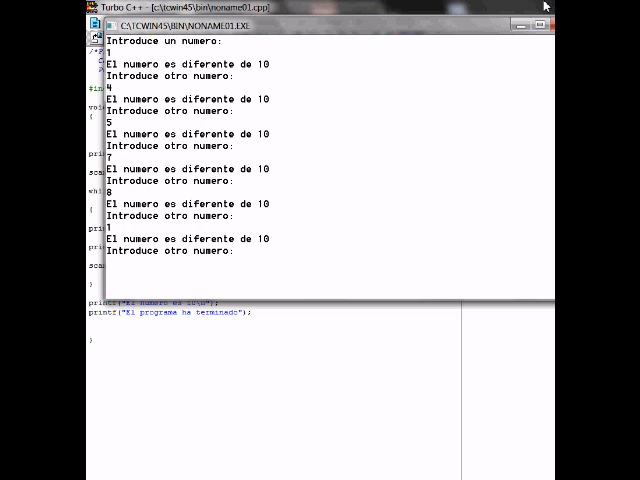 Turbo C++ - [c:\tcwin45\bin\noname01.cpp]
C:\TCWIN45\BIN\NONAME01.EXE
Introduce un numero:
1
El numero es diferente de 10
Introduce otro numero:
4
El numero es diferente de 10
Introduce otro numero:
5
El numero es diferente de 10
Introduce otro numero:
7
El numero es diferente de 10
Introduce otro numero:
8
El numero es diferente de 10
Introduce otro numero:
1
El numero es diferente de 10
Introduce otro numero:
printf("El numero es 10\n");
printf("El programa ha terminado");
}